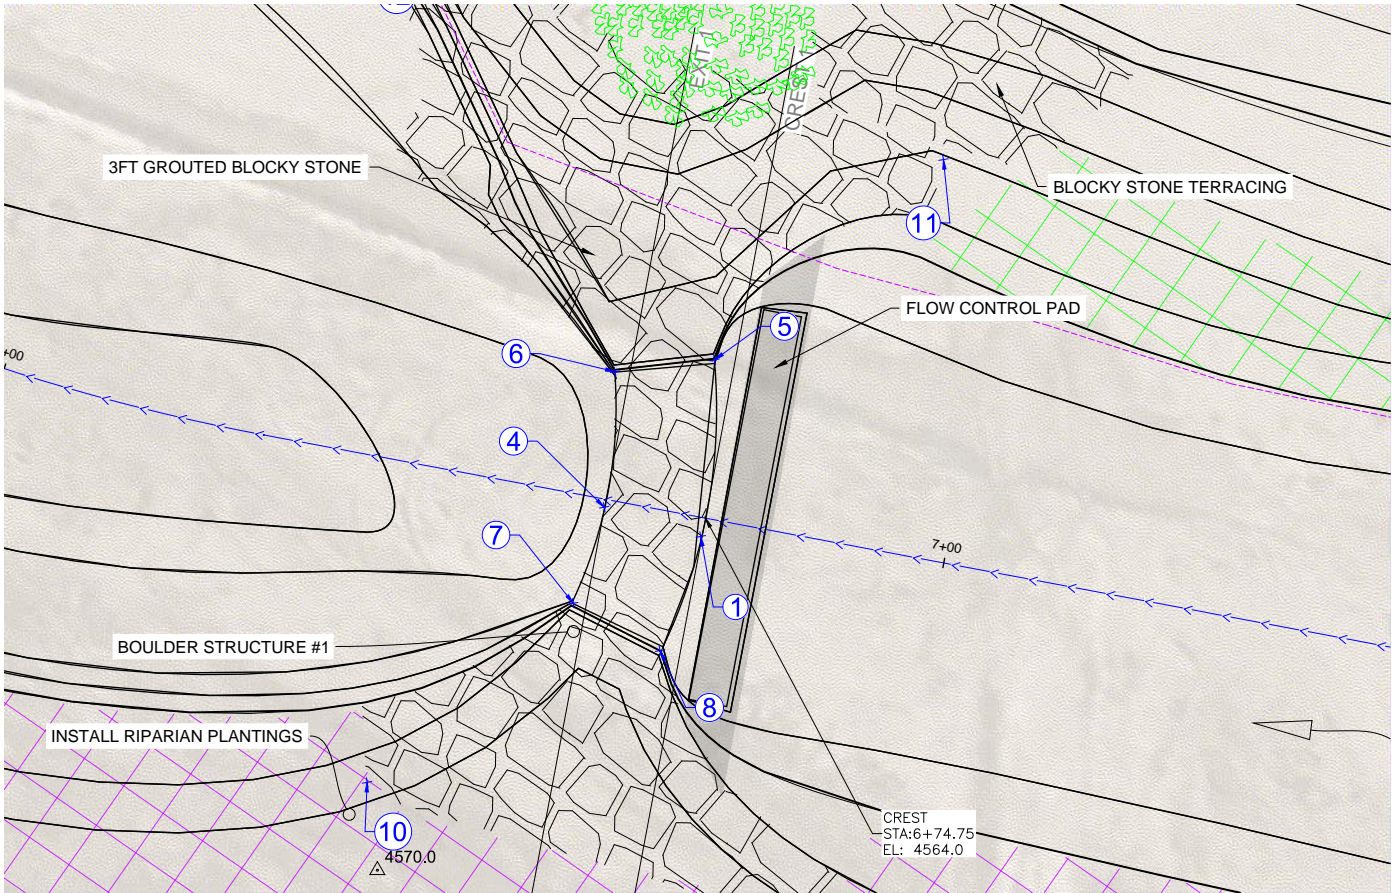 EXIT 1
CREST 1
3FT GROUTED BLOCKY STONE
BLOCKY STONE TERRACING
11
FLOW CONTROL PAD
5
6
+00
4
7
7+00
1
BOULDER STRUCTURE #1
8
INSTALL RIPARIAN PLANTINGS
10
4570.0
CREST
STA:6+74.75
EL: 4564.0